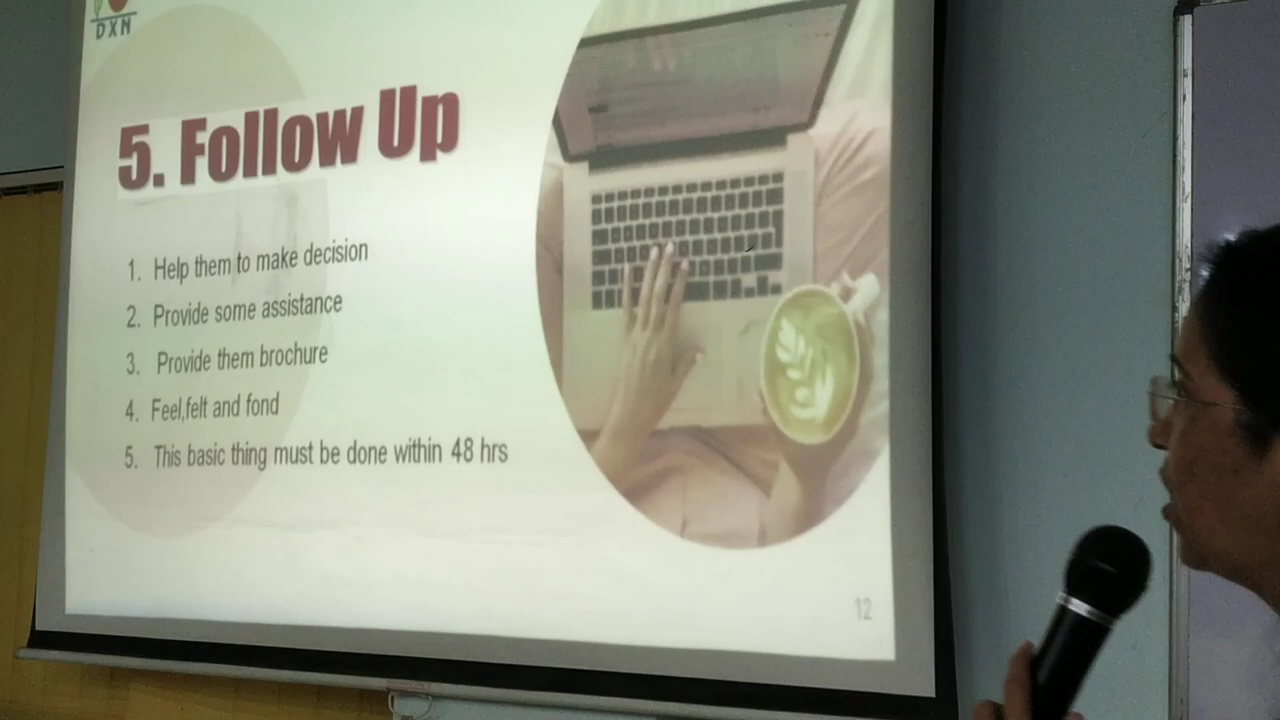 DXN
5. Follow Up
1. Help them to make decision
2. Provide some assistance
3. Provide them brochure
4. Feel,felt and fond
5. This basic thing must be done within 48 hrs
12